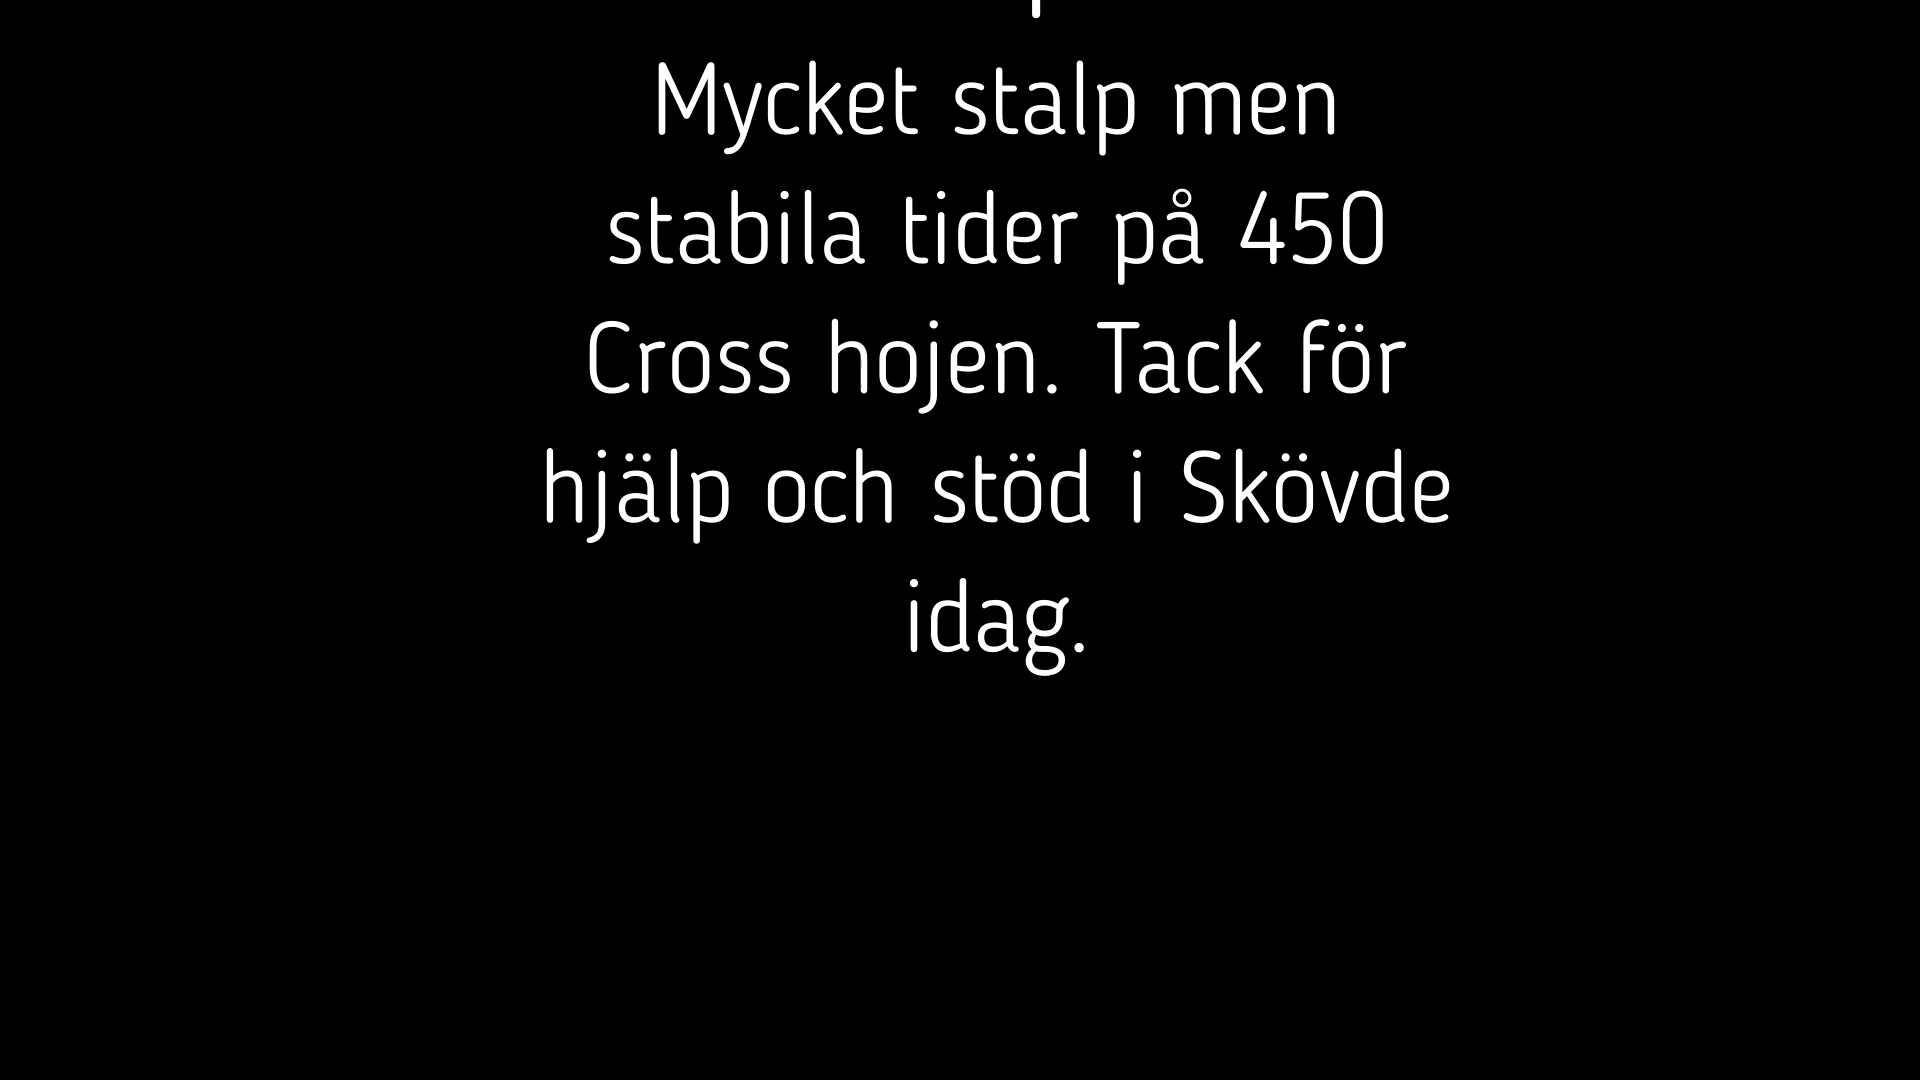 Mycket stalp men
stabila tider på 450
Cross hojen. Tack för
hjälp och stöd i Skövde
idag.